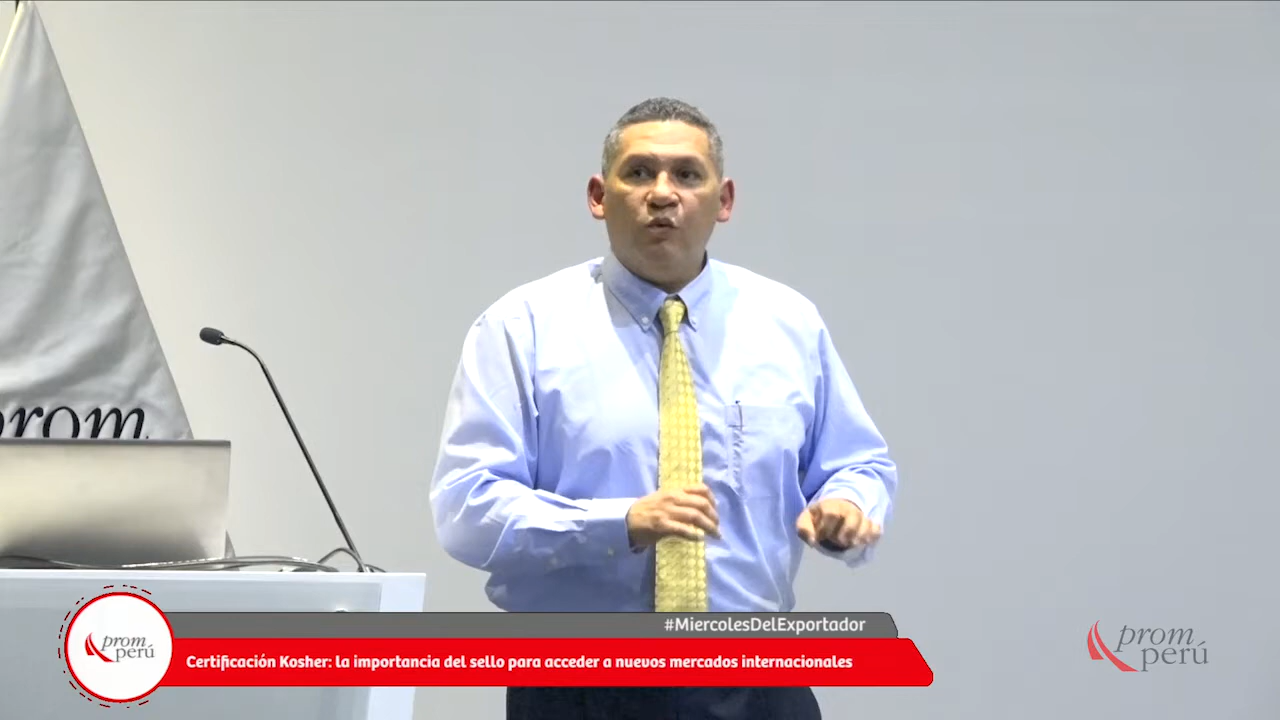 prom
#MiercolesDelExportador
Certificación Kosher: la importancia del sello para acceder a nuevos mercados internacionales
prom
perú
prom
perú